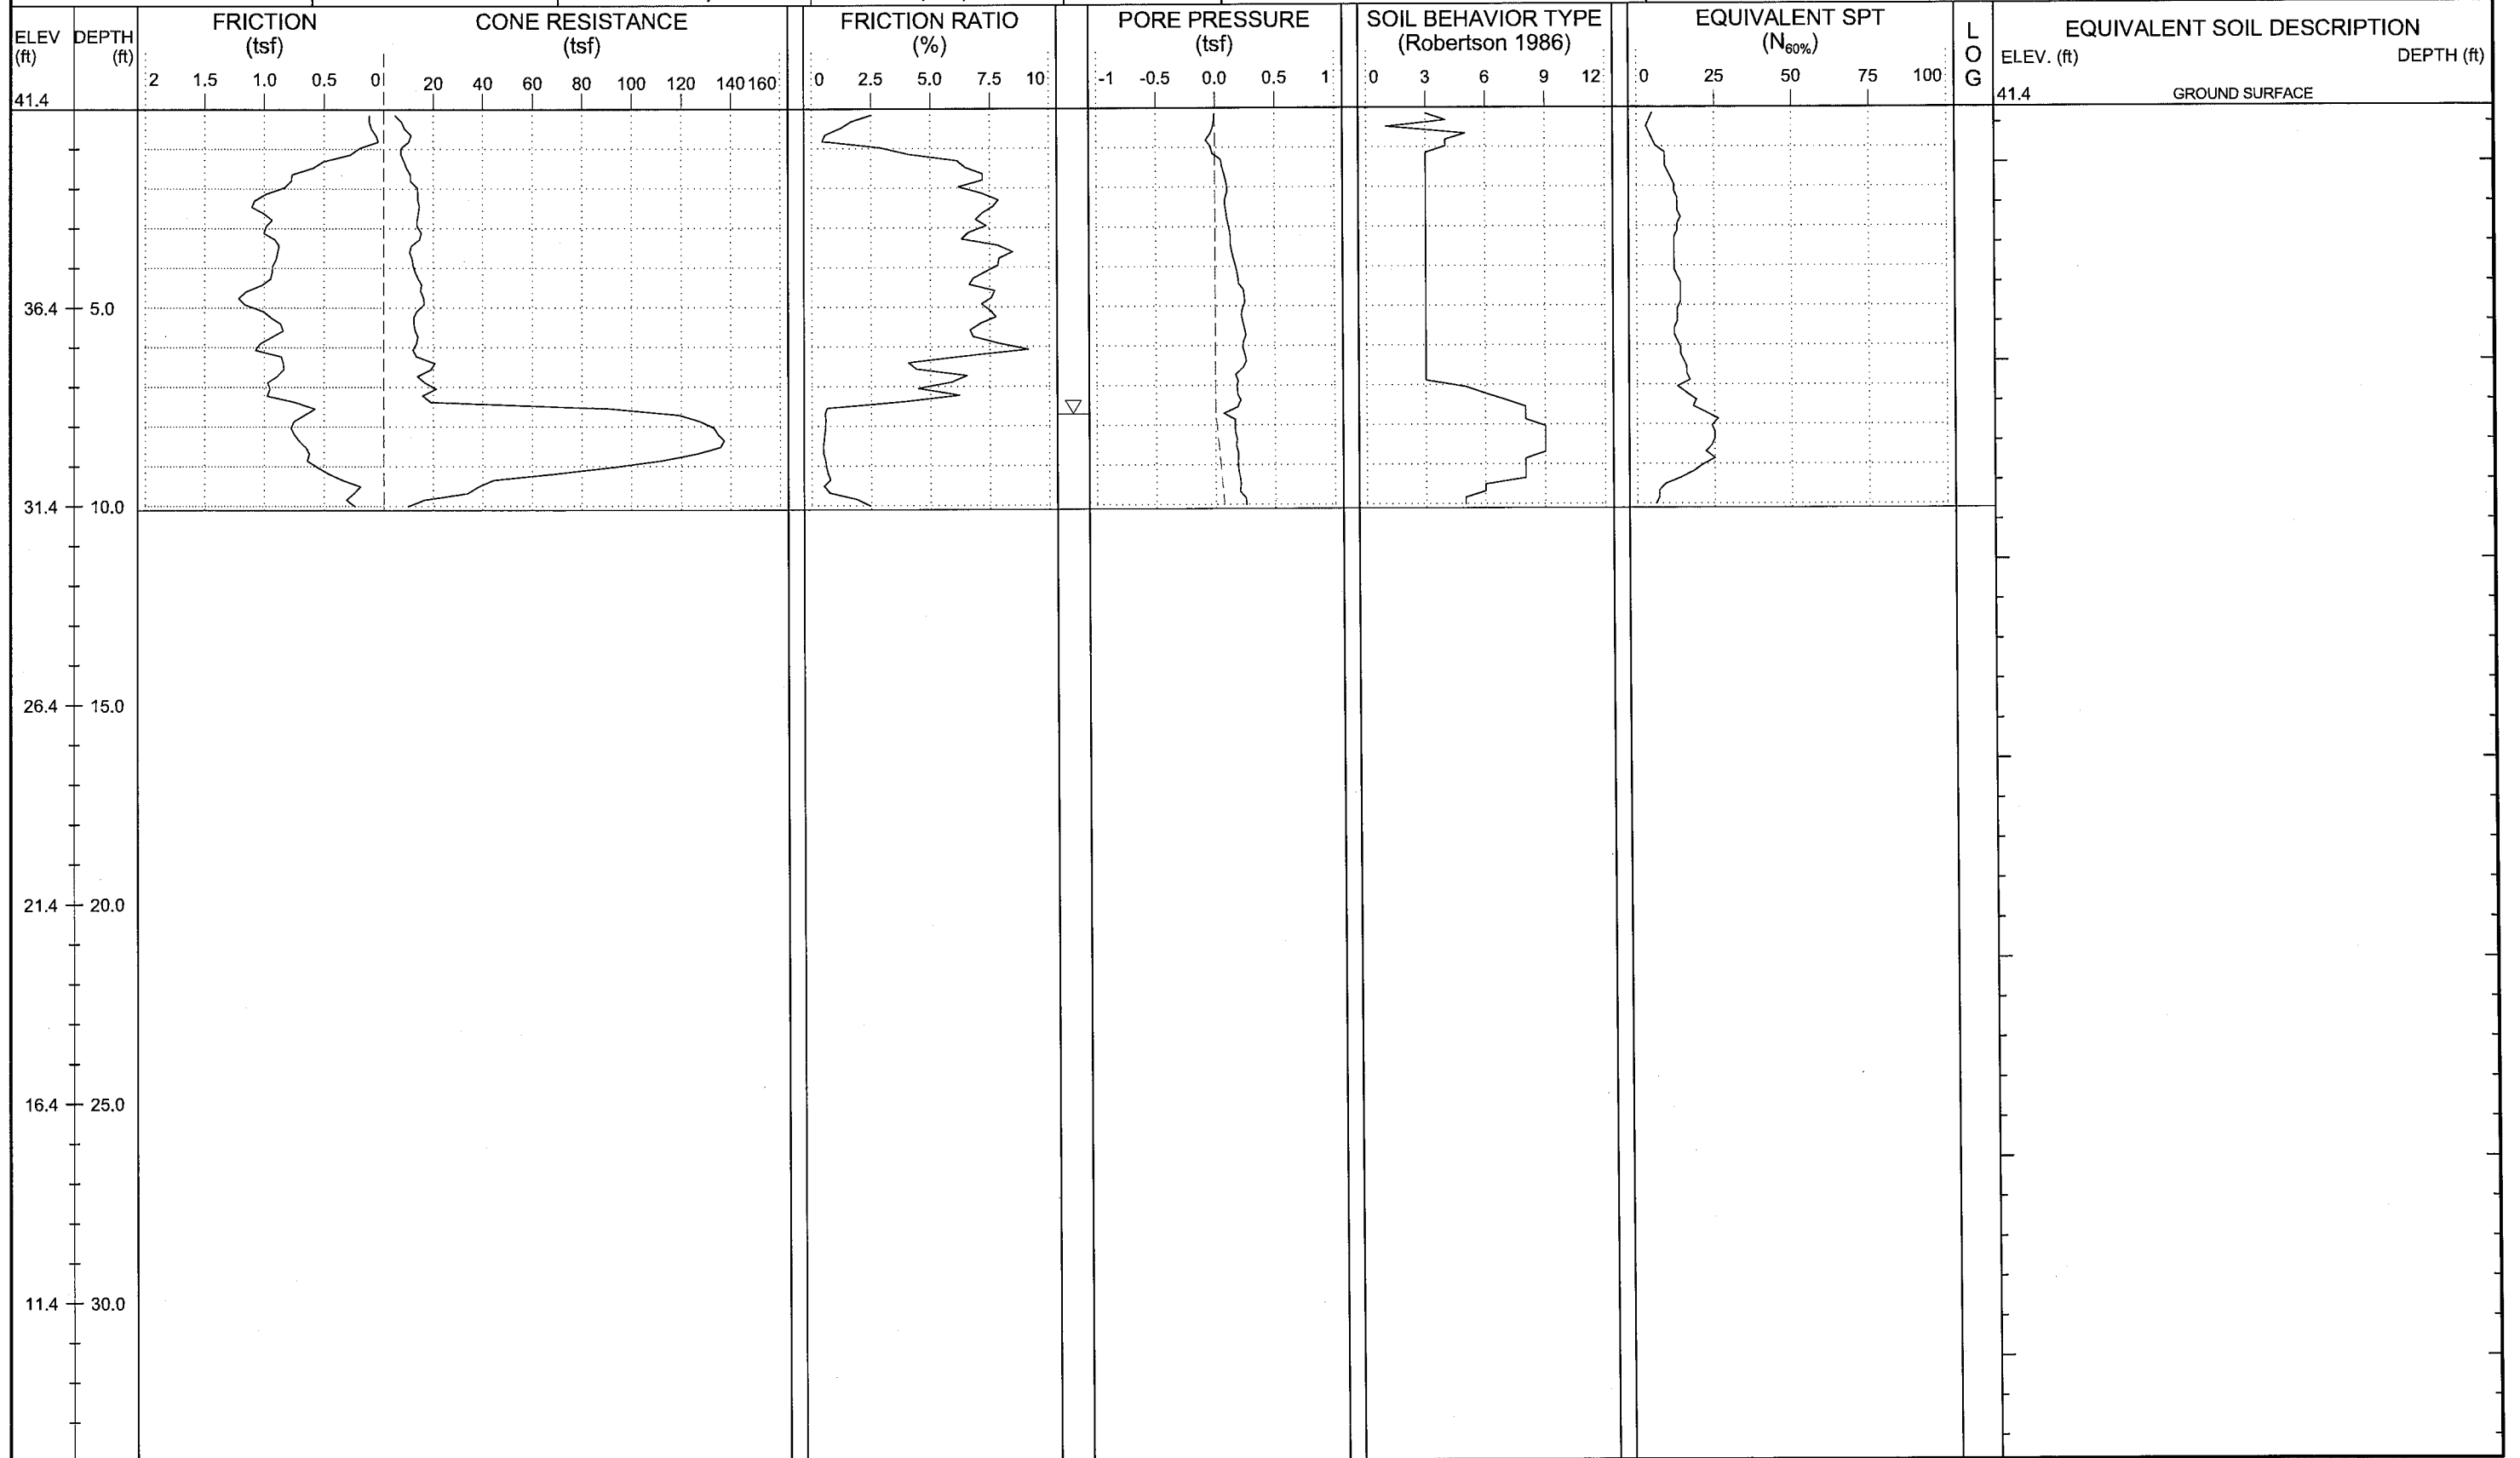 ELEV (ft)
DEPTH (ft)
FRICTION (tsf)
CONE RESISTANCE (tsf)
FRICTION RATIO (%)
PORE PRESSURE (tsf)
SOIL BEHAVIOR TYPE (Robertson 1986)
EQUIVALENT SPT (N60%)
LOG
EQUIVALENT SOIL DESCRIPTION
ELEV. (ft) DEPTH (ft)
2 1.5 1.0 0.5 0 20 40 60 80 100 120 140 160
0 2.5 5.0 7.5 10
-1 -0.5 0.0 0.5 1
0 3 6 9 12
0 25 50 75 100
41.4
41.4 GROUND SURFACE
36.4 5.0
31.4 10.0
26.4 15.0
21.4 20.0
16.4 25.0
11.4 30.0